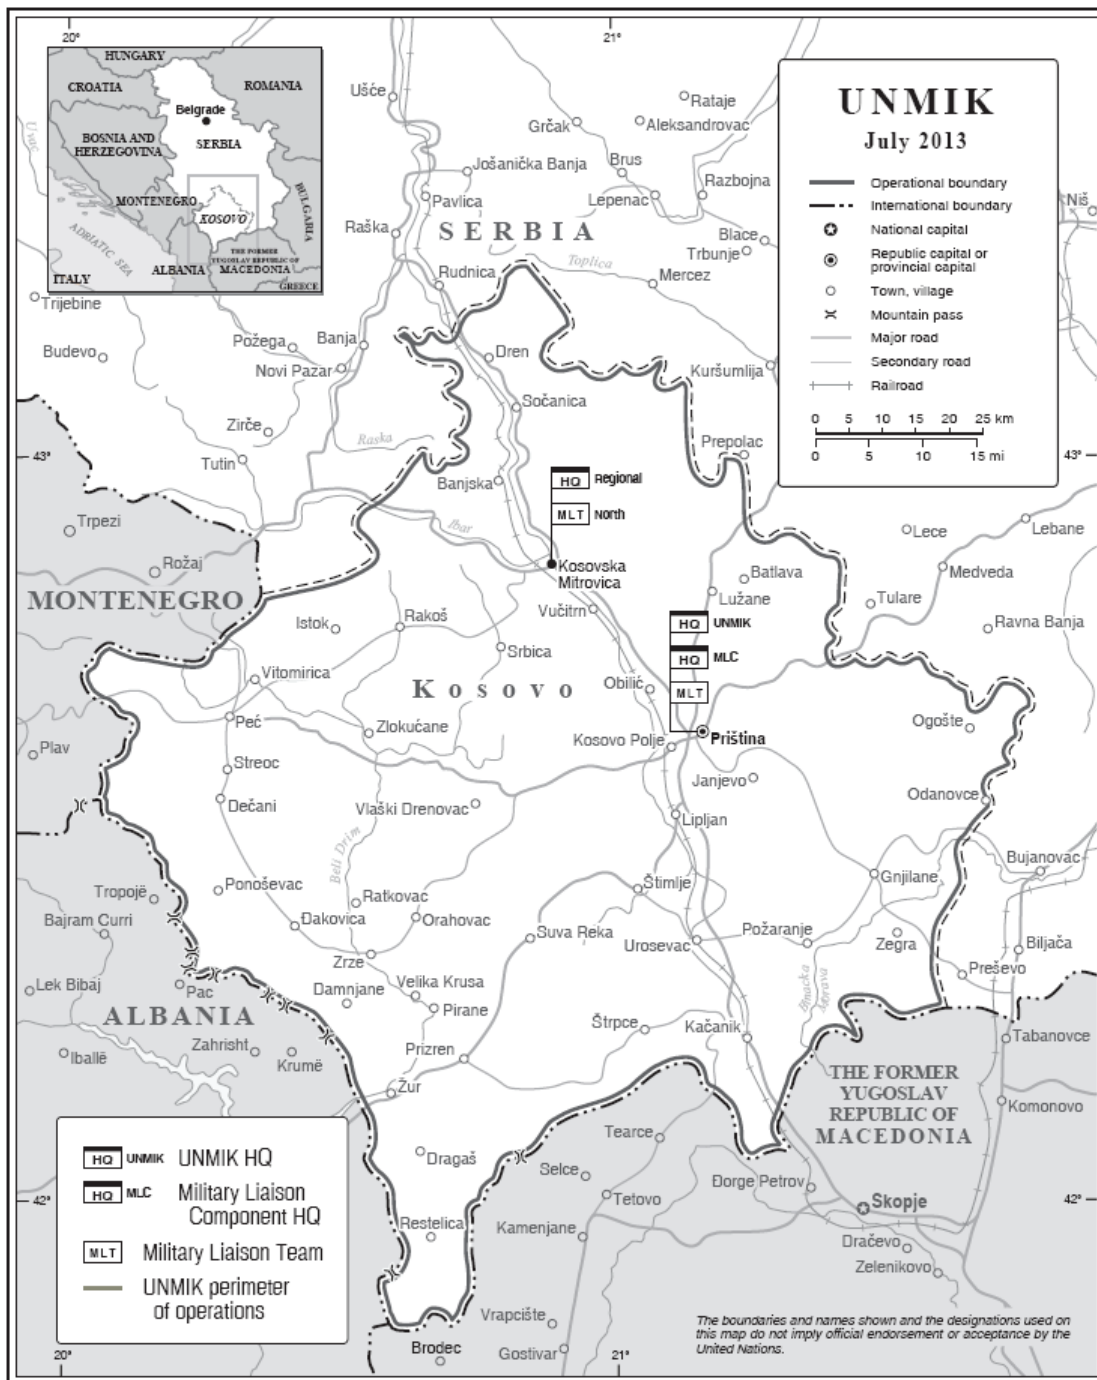 20°
21°
HUNGARY
CROATIA
ROMANIA
Belgrade
BOSNIA AND
HERZEGOVINA
SERBIA
MONTENEGRO
KOSOVO
BULGARIA
ADRIATIC SEA
THE FORMER
YUGOSLAV REPUBLIC OF
MACEDONIA
ITALY
ALBANIA
GREECE
Uvac
UNMIK
July 2013
Operational boundary
International boundary
National capital
Republic capital or
provincial capital
Town, village
Mountain pass
Major road
Secondary road
Railroad
0 5 10 15 20 25 km
0 5 10 15 mi
Ušće
Rataje
Grčak
Aleksandrovac
Jošanička Banja
Brus
Pavlica
Lepenac
Razbojna
Niš
Raška
SERBIA
Blace
Trbunje
Toplica
Rudnica
Mercez
Trijebine
Budevo
Požega
Banja
Novi Pazar
Dren
Kuršumlija
Sočanica
Zirče
Raska
Prepolac
43°
43°
Tutin
Banjska
HQ Regional
MLT North
Ibar
Trpezi
Lece
Lebane
Rožaj
Kosovska
Mitrovica
Batlava
Medveda
MONTENEGRO
Lužane
Tulare
Vučitrn
Istok
Rakoš
HQ UNMIK
Ravna Banja
Srbica
HQ MLC
Vitomirica
Kosovo
Obilić
MLT
Peć
Zlokućane
Ogošte
Kosovo Polje
Priština
Plav
Streoc
Janjevo
Dečani
Vlaški Drenovac
Odanovce
Lipljan
Beli Drim
Bujanovac
Tropojë
Ponoševac
Štimlje
Gnjilane
Ratkovac
Bajram Curri
Đakovica
Orahovac
Suva Reka
Urosevac
Požaranje
Zegra
Biljača
Zrze
Preševo
Lek Bibaj
Pac
Velika Krusa
Damnjane
Binacka
Morava
ALBANIA
Pirane
Štrpce
Kačanik
Tabanovce
Iballë
Zahrisht
Krumë
Prizren
THE FORMER
YUGOSLAV
REPUBLIC OF
MACEDONIA
Žur
Komonovo
HQ UNMIK UNMIK HQ
HQ MLC Military Liaison
Component HQ
MLT Military Liaison Team
UNMIK perimeter
of operations
Tearce
Dragaš
Selce
Đorge Petrov
42°
42°
Tetovo
Skopje
Restelica
Kamenjane
Dračevo
Zelenikovo
Vrapcište
Brodec
Gostivar
The boundaries and names shown and the designations used on
this map do not imply official endorsement or acceptance by the
United Nations.
20°
21°